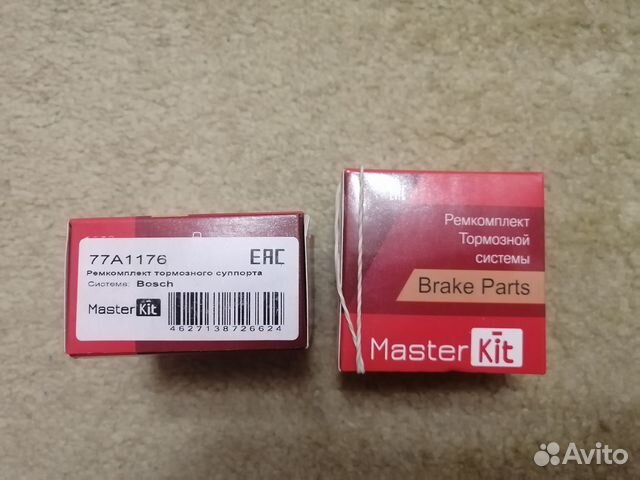 77A1176
EAC
Ремкомплект тормозного суппорта
Система: Bosch
Master Kit
4627138726624
Ремкомплект
Тормозной
системы
Brake Parts
Master Kit
Avito